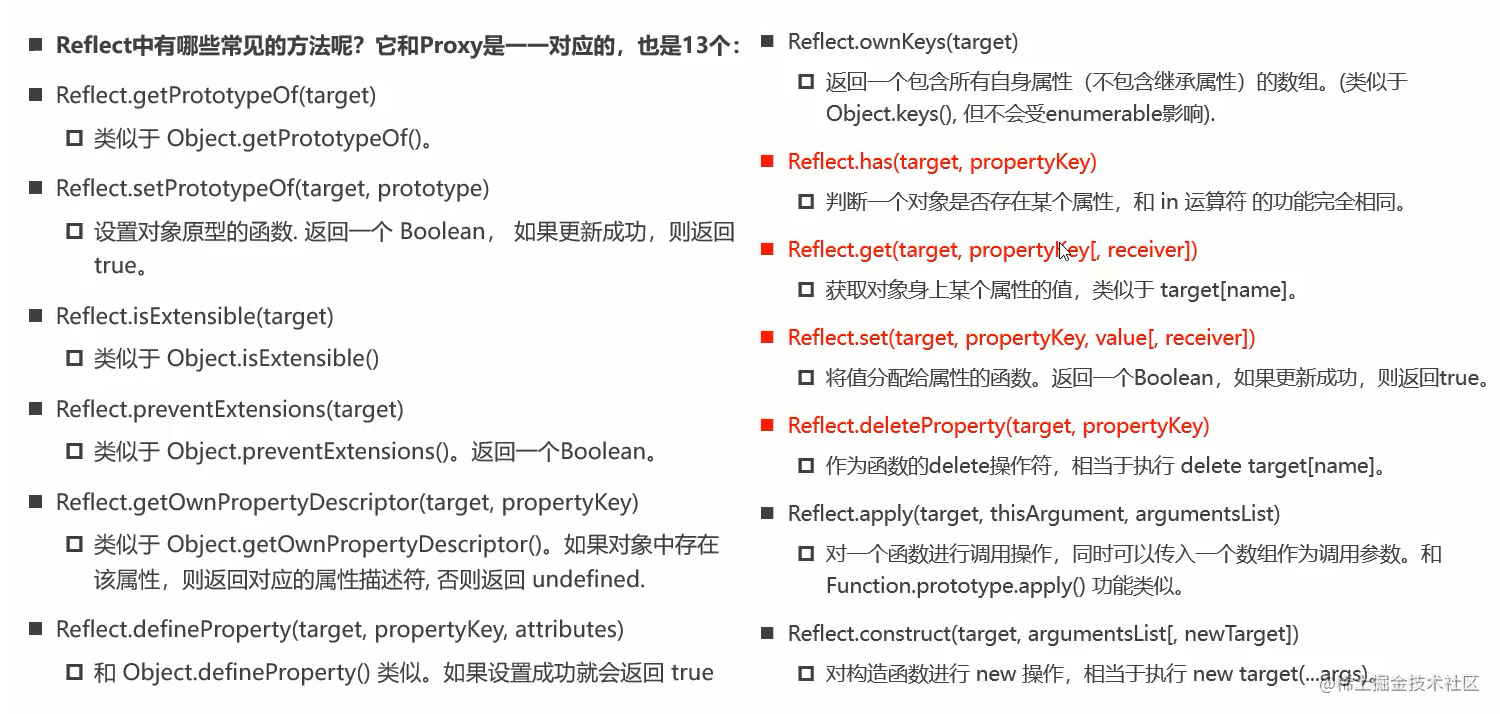 Reflect中有哪些常见的方法呢？它和Proxy是一一对应的，也是13个：
Reflect.getPrototypeOf(target)
类似于 Object.getPrototypeOf()。
Reflect.setPrototypeOf(target, prototype)
设置对象原型的函数. 返回一个 Boolean， 如果更新成功，则返回
true。
Reflect.isExtensible(target)
类似于 Object.isExtensible()
Reflect.preventExtensions(target)
类似于 Object.preventExtensions()。返回一个Boolean。
Reflect.getOwnPropertyDescriptor(target, propertyKey)
类似于 Object.getOwnPropertyDescriptor()。如果对象中存在
该属性，则返回对应的属性描述符, 否则返回 undefined.
Reflect.defineProperty(target, propertyKey, attributes)
和 Object.defineProperty() 类似。如果设置成功就会返回 true
Reflect.ownKeys(target)
返回一个包含所有自身属性（不包含继承属性）的数组。(类似于
Object.keys(), 但不会受enumerable影响).
Reflect.has(target, propertyKey)
判断一个对象是否存在某个属性，和 in 运算符 的功能完全相同。
Reflect.get(target, propertyKey[, receiver])
获取对象身上某个属性的值，类似于 target[name]。
Reflect.set(target, propertyKey, value[, receiver])
将值分配给属性的函数。返回一个Boolean，如果更新成功，则返回true。
Reflect.deleteProperty(target, propertyKey)
作为函数的delete操作符，相当于执行 delete target[name]。
Reflect.apply(target, thisArgument, argumentsList)
对一个函数进行调用操作，同时可以传入一个数组作为调用参数。和
Function.prototype.apply() 功能类似。
Reflect.construct(target, argumentsList[, newTarget])
对构造函数进行 new 操作，相当于执行 new target(...args)。
@稀土掘金技术社区